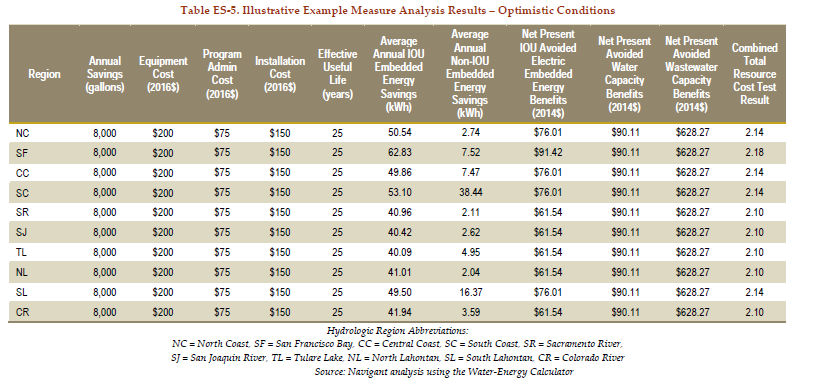 Table ES-5. Illustrative Example Measure Analysis Results – Optimistic Conditions
Region Annual Savings (gallons) Equipment Cost (2016$) Program Admin Cost (2016$) Installation Cost (2016$) Effective Useful Life (years) Average Annual IOU Embedded Energy Savings (kWh) Average Annual Non-IOU Embedded Energy Savings (kWh) Net Present IOU Avoided Electric Embedded Energy Benefits (2014$) Net Present Avoided Water Capacity Benefits (2014$) Net Present Avoided Wastewater Capacity Benefits (2014$) Combined Total Resource Cost Test Result
NC 8,000 $200 $75 $150 25 50.54 2.74 $76.01 $90.11 $628.27 2.14
SF 8,000 $200 $75 $150 25 62.83 7.52 $91.42 $90.11 $628.27 2.18
CC 8,000 $200 $75 $150 25 49.86 7.47 $76.01 $90.11 $628.27 2.14
SC 8,000 $200 $75 $150 25 53.10 38.44 $76.01 $90.11 $628.27 2.14
SR 8,000 $200 $75 $150 25 40.96 2.11 $61.54 $90.11 $628.27 2.10
SJ 8,000 $200 $75 $150 25 40.42 2.62 $61.54 $90.11 $628.27 2.10
TL 8,000 $200 $75 $150 25 40.09 4.95 $61.54 $90.11 $628.27 2.10
NL 8,000 $200 $75 $150 25 41.01 2.04 $61.54 $90.11 $628.27 2.10
SL 8,000 $200 $75 $150 25 49.50 16.37 $76.01 $90.11 $628.27 2.14
CR 8,000 $200 $75 $150 25 41.94 3.59 $61.54 $90.11 $628.27 2.10
Hydrologic Region Abbreviations:
NC = North Coast, SF = San Francisco Bay, CC = Central Coast, SC = South Coast, SR = Sacramento River,
SJ = San Joaquin River, TL = Tulare Lake, NL = North Lahontan, SL = South Lahontan, CR = Colorado River
Source: Navigant analysis using the Water-Energy Calculator